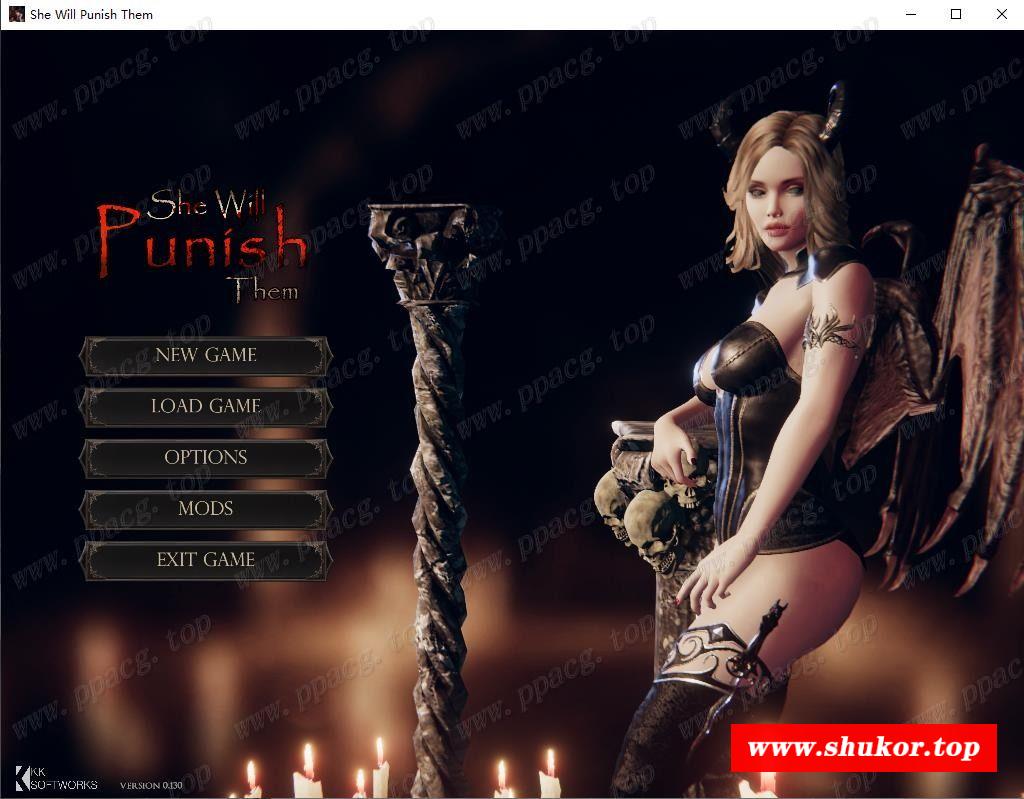 She Will Punish Them
www.ppacg.top
She Will
Punish
Them
NEW GAME
LOAD GAME
OPTIONS
MODS
EXIT GAME
www.shukor.top
KK
SOFTWORKS
VERSION 0.130